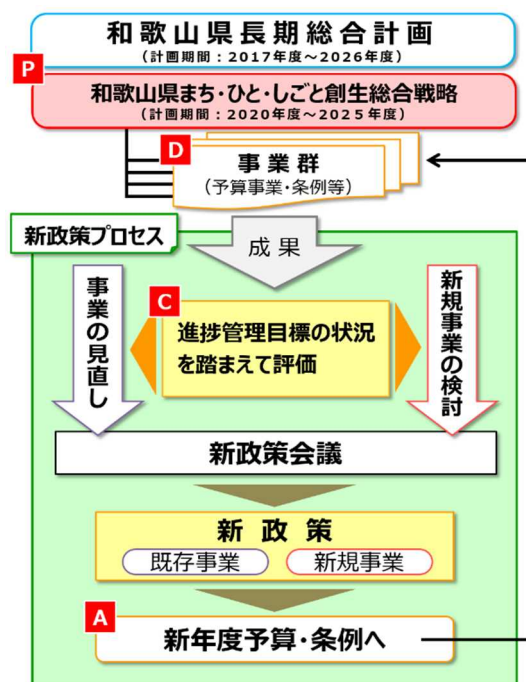 和歌山県長期総合計画
（計画期間：2017年度～2026年度）
P
和歌山県まち・ひと・しごと創生総合戦略
（計画期間：2020年度～2025年度）
D
事業群
（予算事業・条例等）
新政策プロセス
成果
事業の見直し
C
進捗管理目標の状況
を踏まえて評価
新規事業の検討
新政策会議
新政策
既存事業
新規事業
A
新年度予算・条例へ